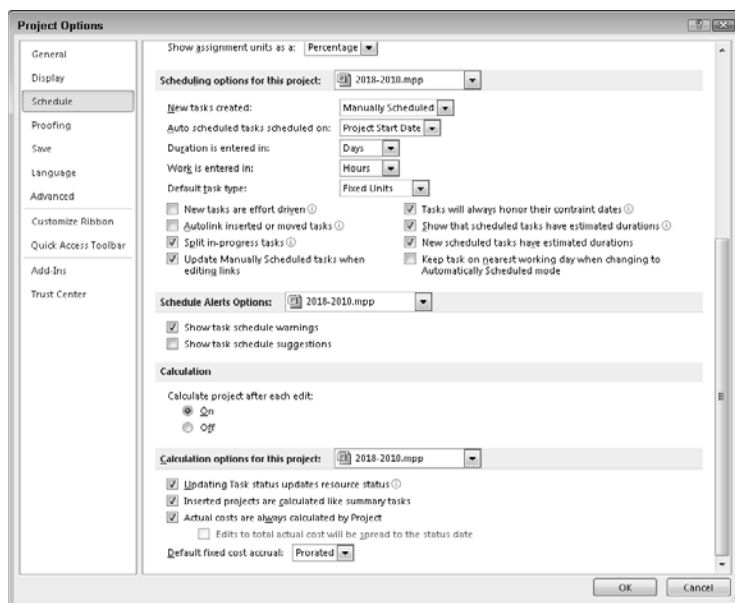 Project Options
General
Display
Schedule
Proofing
Save
Language
Advanced
Customize Ribbon
Quick Access Toolbar
Add-Ins
Trust Center
Show assignment units as a: Percentage
Scheduling options for this project: 2018-2010.mpp
New tasks created: Manually Scheduled
Auto scheduled tasks scheduled on: Project Start Date
Duration is entered in: Days
Work is entered in: Hours
Default task type: Fixed Units
New tasks are effort driven
Autolink inserted or moved tasks
Split in-progress tasks
Update Manually Scheduled tasks when
editing links
Tasks will always honor their contraint dates
Show that scheduled tasks have estimated durations
New scheduled tasks have estimated durations
Keep task on nearest working day when changing to
Automatically Scheduled mode
Schedule Alerts Options: 2018-2010.mpp
Show task schedule warnings
Show task schedule suggestions
Calculation
Calculate project after each edit:
On
Off
Calculation options for this project: 2018-2010.mpp
Updating Task status updates resource status
Inserted projects are calculated like summary tasks
Actual costs are always calculated by Project
Edits to total actual cost will be spread to the status date
Default fixed cost accrual: Prorated
OK Cancel